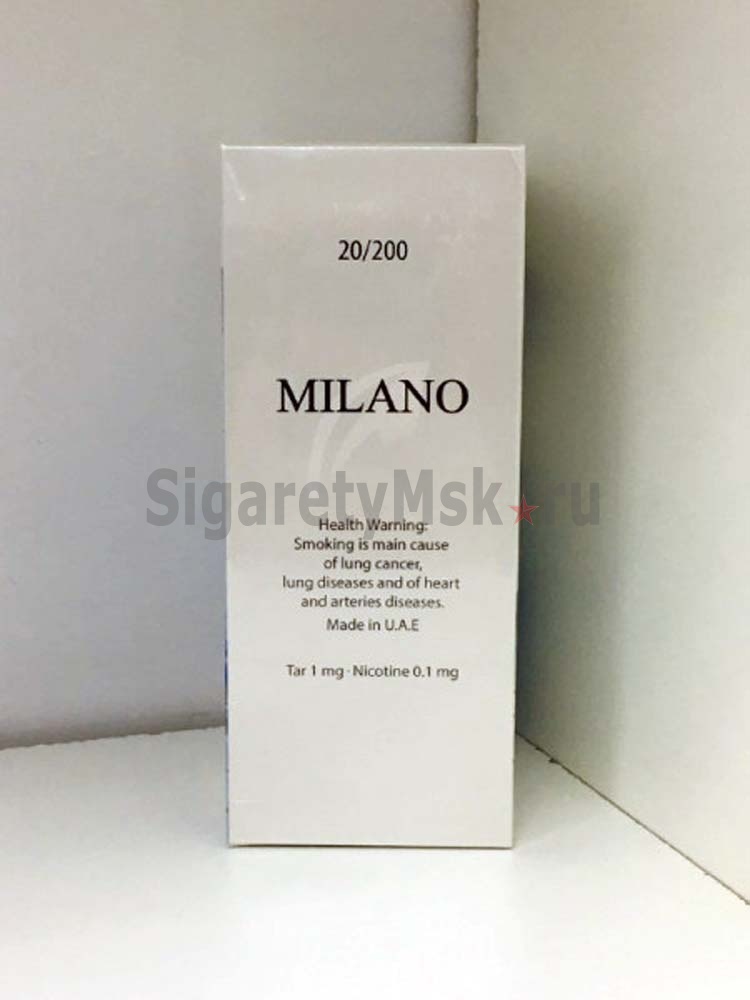 20/200
MILANO
SigaretyMsk.ru
Health Warning:
Smoking is main cause
of lung cancer,
lung diseases and of heart
and arteries diseases.
Made in U.A.E
Tar 1 mg · Nicotine 0.1 mg